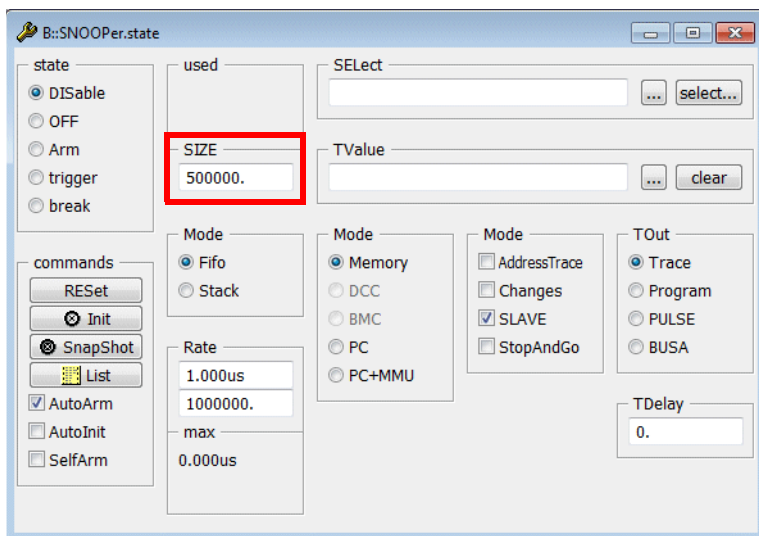 B::SNOOPer.state
state
DISable
OFF
Arm
trigger
break
used
SIZE
500000.
SELect
... select...
TValue
... clear
commands
RESet
Init
SnapShot
List
AutoArm
AutoInit
SelfArm
Mode
Fifo
Stack
Rate
1.000us
1000000.
max
0.000us
Mode
Memory
DCC
BMC
PC
PC+MMU
Mode
AddressTrace
Changes
SLAVE
StopAndGo
TOut
Trace
Program
PULSE
BUSA
TDelay
0.